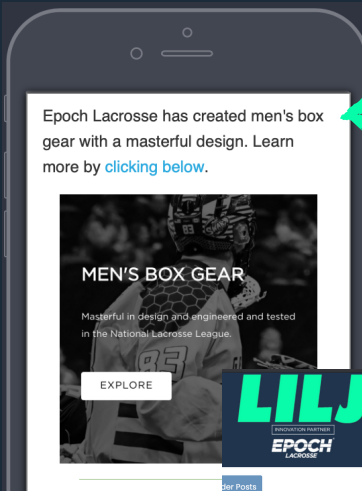 Epoch Lacrosse has created men's box
gear with a masterful design. Learn
more by clicking below.
MEN'S BOX GEAR
Masterful in design and engineered and tested
in the National Lacrosse League.
83
EXPLORE
83
LILJ
INNOVATION PARTNER
EPOCH
LACROSSE
der Posts